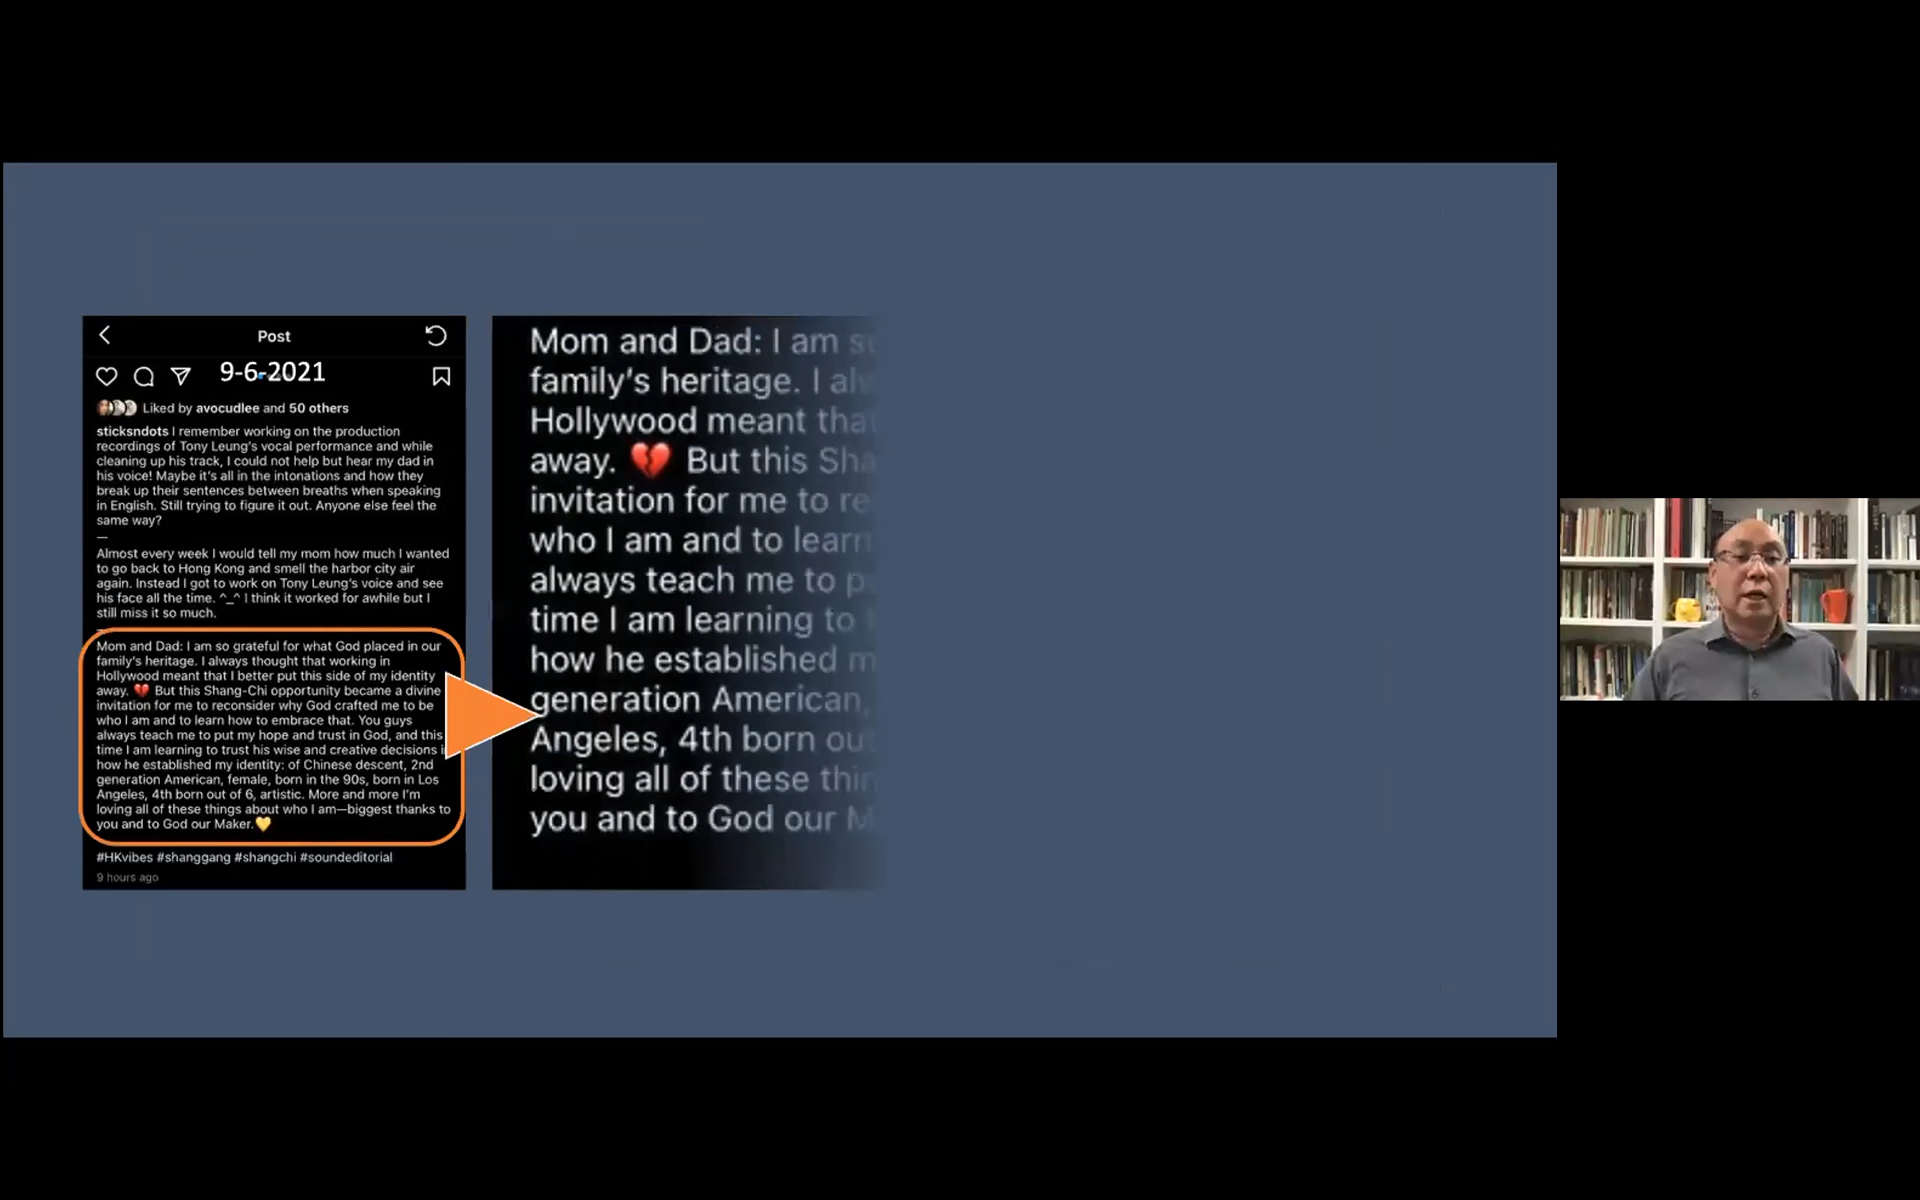 Post
9-6-2021
Liked by avocudlee and 50 others
sticksndots I remember working on the production
recordings of Tony Leung's vocal performance and while
cleaning up his track, I could not help but hear my dad in
his voice! Maybe it's all in the intonations and how they
break up their sentences between breaths when speaking
in English. Still trying to figure it out. Anyone else feel the
same way?
—
Almost every week I would tell my mom how much I wanted
to go back to Hong Kong and smell the harbor city air
again. Instead I got to work on Tony Leung's voice and see
his face all the time. ^_^ I think it worked for awhile but I
still miss it so much.
—
Mom and Dad: I am so grateful for what God placed in our
family's heritage. I always thought that working in
Hollywood meant that I better put this side of my identity
away. 💔 But this Shang-Chi opportunity became a divine
invitation for me to reconsider why God crafted me to be
who I am and to learn how to embrace that. You guys
always teach me to put my hope and trust in God, and this
time I am learning to trust his wise and creative decisions
how he established my identity: of Chinese descent, 2nd
generation American, female, born in the 90s, born in Los
Angeles, 4th born out of 6, artistic. More and more I'm
loving all of these things about who I am—biggest thanks to
you and to God our Maker.💛
#HKvibes #shanggang #shangchi #soundeditorial
9 hours ago
Mom and Dad: I am
family's heritage. I
Hollywood meant
away. 💔 But this
invitation for me to
who I am and to learn
always teach me to
time I am learning to
how he established
generation American,
Angeles, 4th born
loving all of these
you and to God our